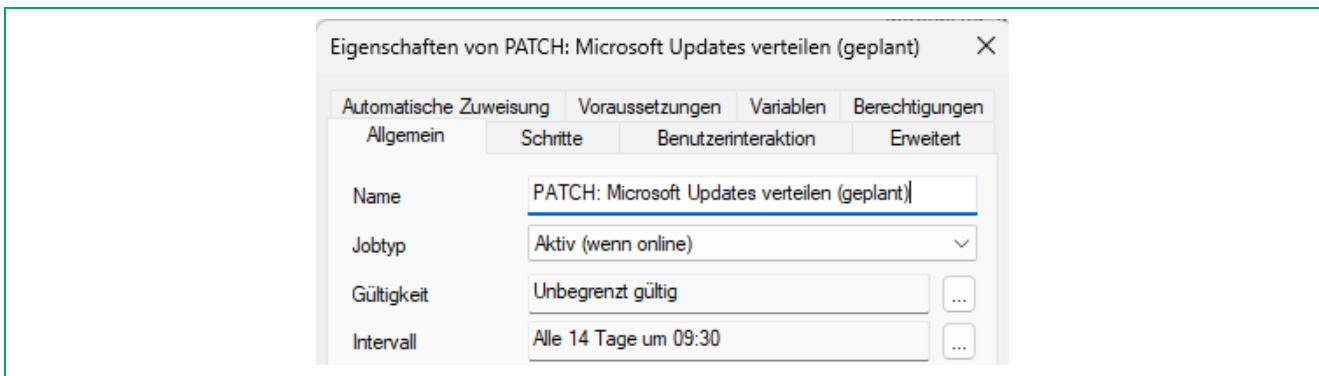 Eigenschaften von PATCH: Microsoft Updates verteilen (geplant)
Automatische Zuweisung Voraussetzungen Variablen Berechtigungen
Allgemein Schritte Benutzerinteraktion Erweitert
Name PATCH: Microsoft Updates verteilen (geplant)
Jobtyp Aktiv (wenn online)
Gültigkeit Unbegrenzt gültig ...
Intervall Alle 14 Tage um 09:30 ...